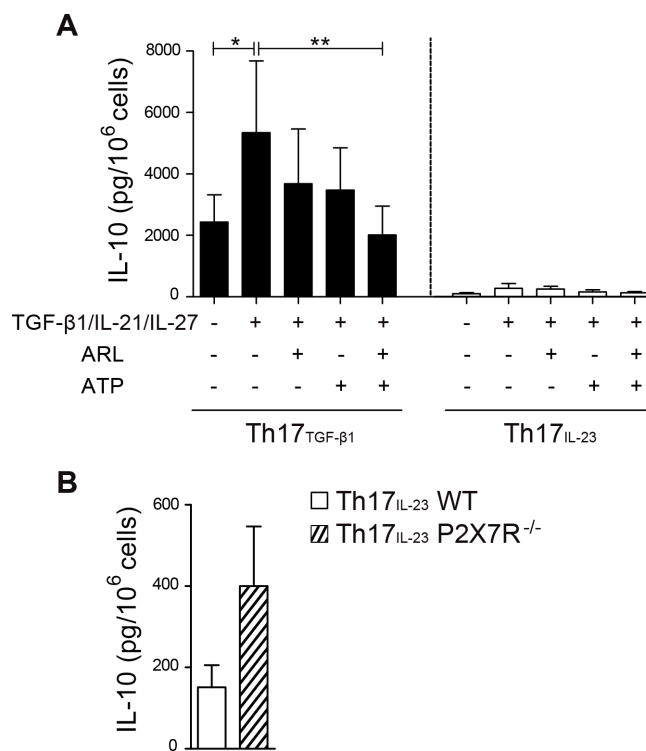 A
* **
8000
6000
4000
2000
0
IL-10 (pg/10⁶ cells)
TGF-β1/IL-21/IL-27 - + + + + - + + + +
ARL - - + - + - - + - +
ATP - - - + + - - - + +
Th17TGF-β1 Th17IL-23
B
Th17IL-23 WT
Th17IL-23 P2X7R-/-
600
400
200
0
IL-10 (pg/10⁶ cells)